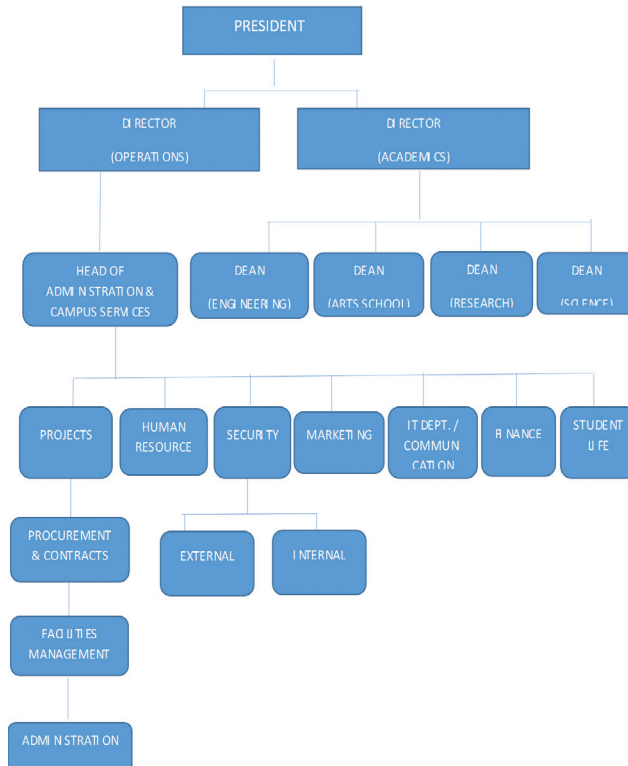 PRESIDENT
DIRECTOR
(OPERATIONS)
DIRECTOR
(ACADEMICS)
HEAD OF
ADMINISTRATION &
CAMPUS SERVICES
DEAN
(ENGINEERING)
DEAN
(ARTS SCHOOL)
DEAN
(RESEARCH)
DEAN
(SCIENCE)
PROJECTS
HUMAN
RESOURCE
SECURITY
MARKETING
IT DEPT. /
COMMUNI
CATION
FINANCE
STUDENT
LIFE
PROCUREMENT
& CONTRACTS
EXTERNAL
INTERNAL
FACILITIES
MANAGEMENT
ADMINISTRATION